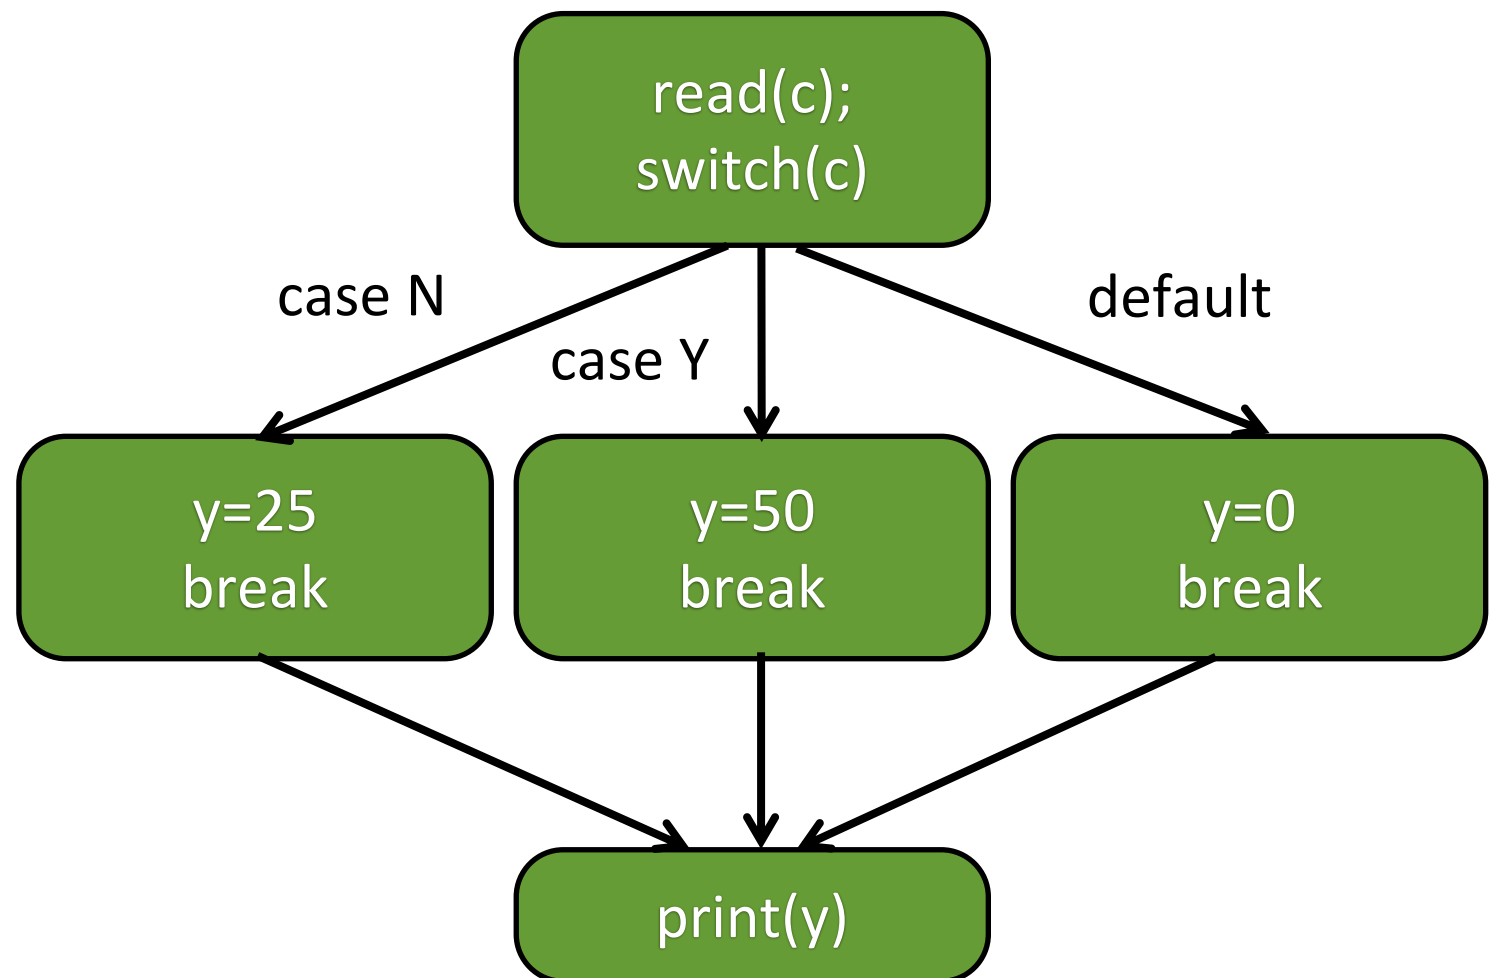 read(c);
switch(c)
case N
default
case Y
y=25
break
y=50
break
y=0
break
print(y)